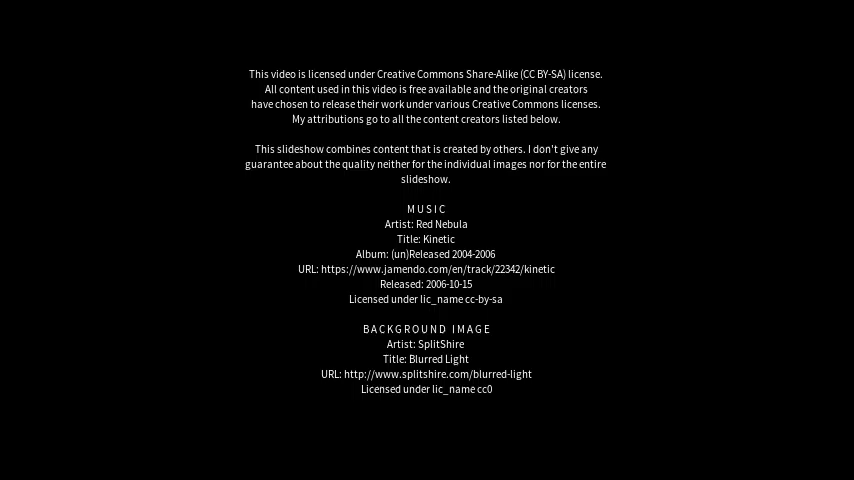 This video is licensed under Creative Commons Share-Alike (CC BY-SA) license.
All content used in this video is free available and the original creators
have chosen to release their work under various Creative Commons licenses.
My attributions go to all the content creators listed below.
This slideshow combines content that is created by others. I don't give any
guarantee about the quality neither for the individual images nor for the entire
slideshow.
MUSIC
Artist: Red Nebula
Title: Kinetic
Album: (un)Released 2004-2006
URL: https://www.jamendo.com/en/track/22342/kinetic
Released: 2006-10-15
Licensed under lic_name cc-by-sa
BACKGROUND IMAGE
Artist: SplitShire
Title: Blurred Light
URL: http://www.splitshire.com/blurred-light
Licensed under lic_name cc0